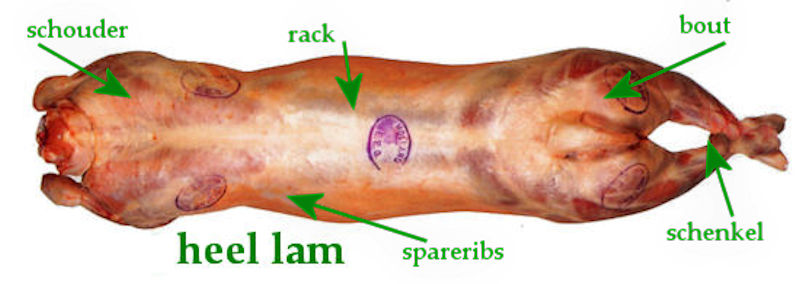 schouder
rack
bout
schenkel
spareribs
heel lam